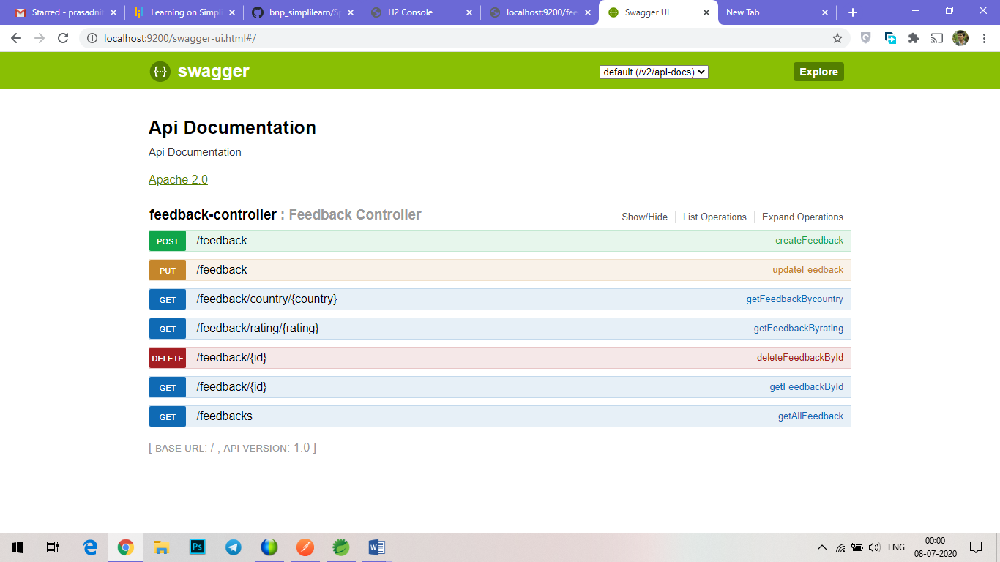 Starred - prasadnit
Learning on Simpl
bnp_simplilearn/Sp
H2 Console
localhost:9200/fee
Swagger UI
New Tab
localhost:9200/swagger-ui.html#/
{··} swagger
default (/v2/api-docs)
Explore
Api Documentation
Api Documentation
Apache 2.0
feedback-controller : Feedback Controller
Show/Hide
List Operations
Expand Operations
POST /feedback createFeedback
PUT /feedback updateFeedback
GET /feedback/country/{country} getFeedbackBycountry
GET /feedback/rating/{rating} getFeedbackByrating
DELETE /feedback/{id} deleteFeedbackById
GET /feedback/{id} getFeedbackById
GET /feedbacks getAllFeedback
[ BASE URL: / , API VERSION: 1.0 ]
Ps
W
ENG
00:00
08-07-2020